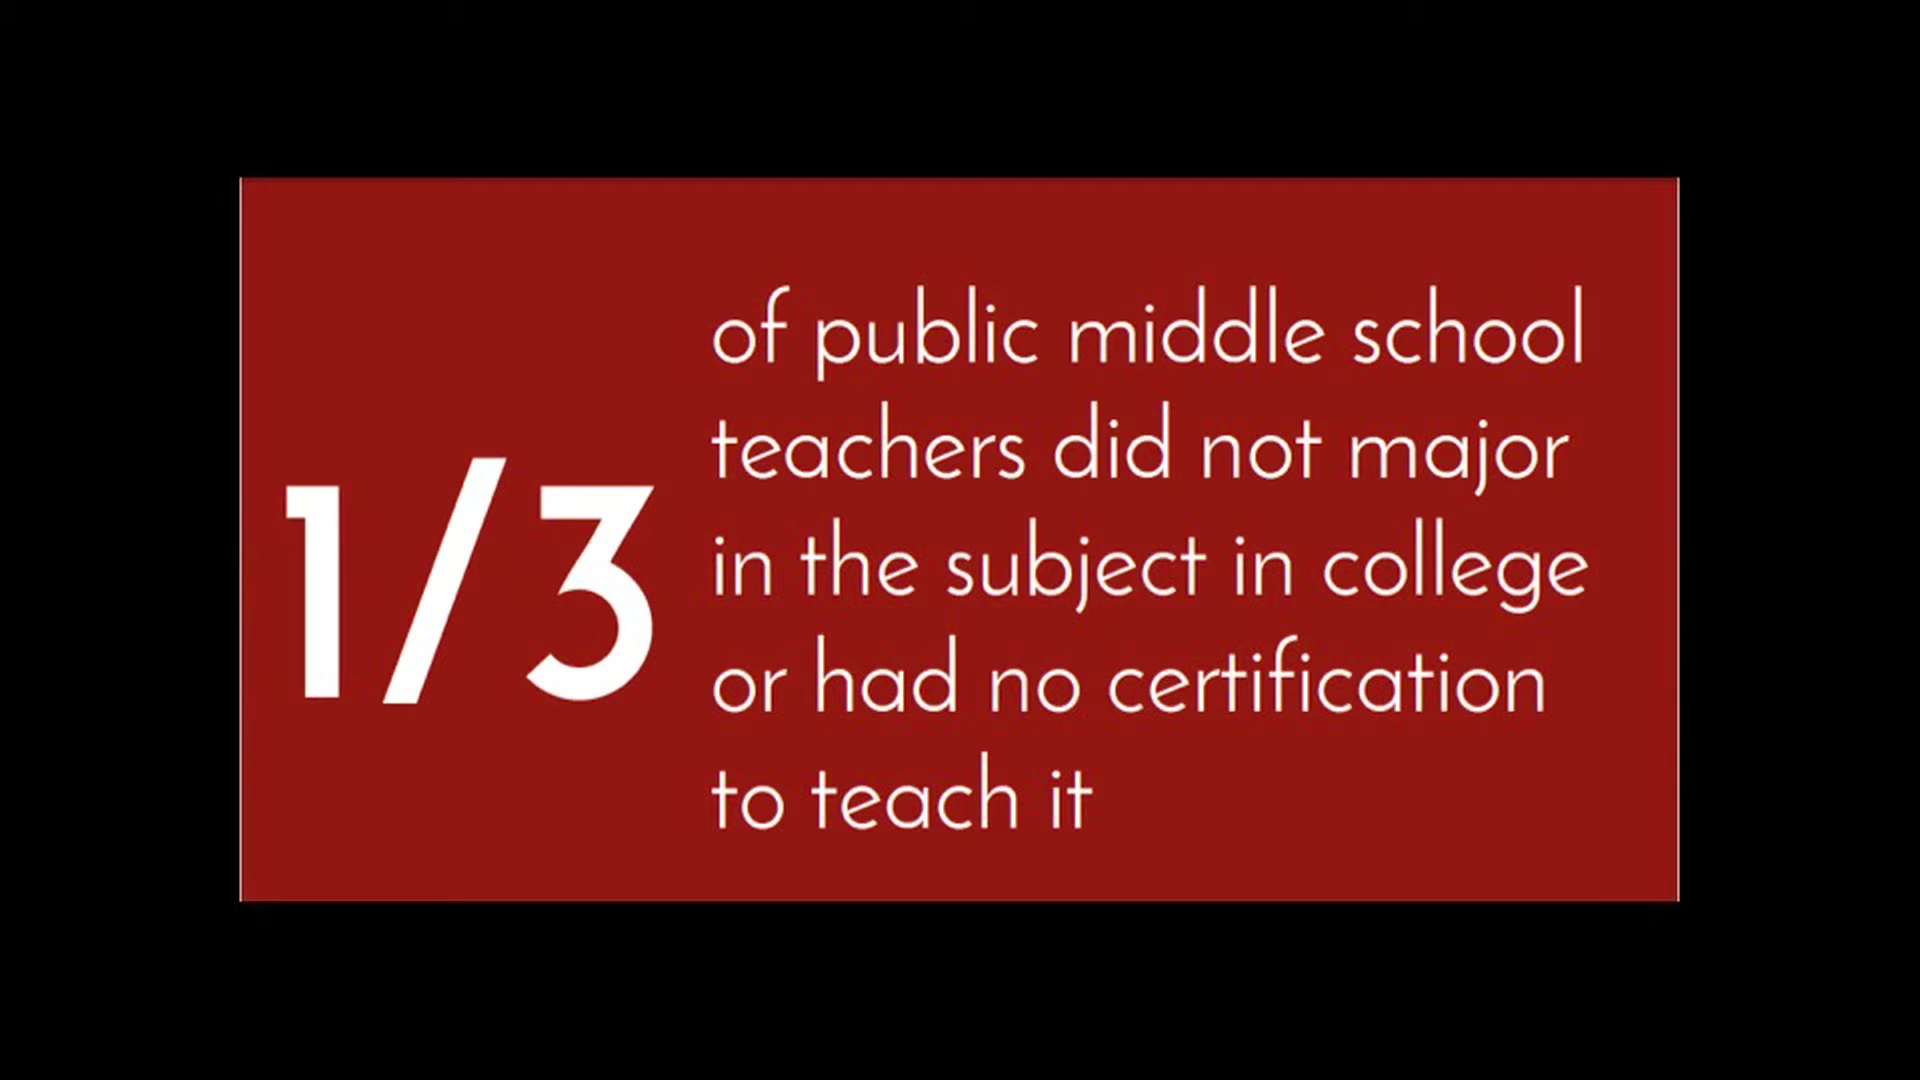 1/3
of public middle school
teachers did not major
in the subject in college
or had no certification
to teach it